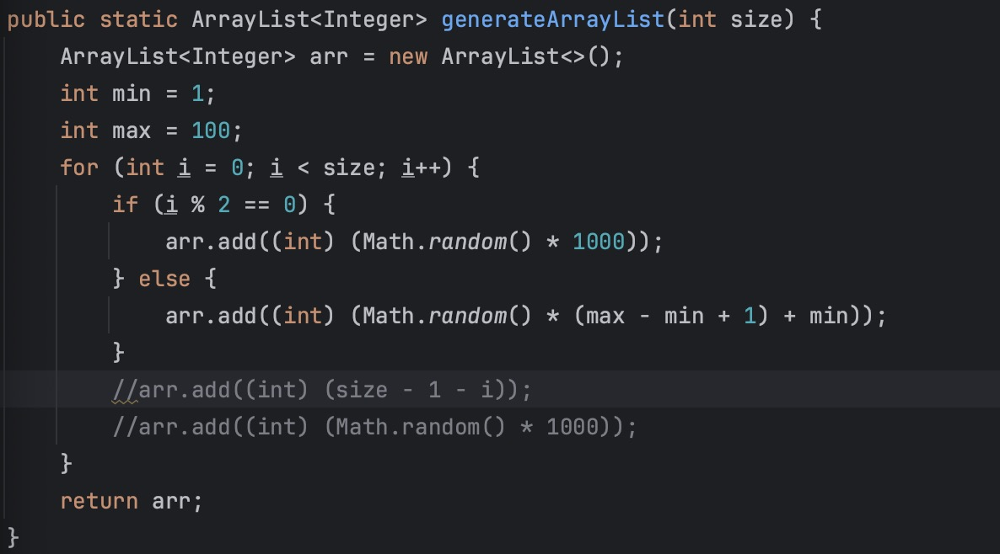 public static ArrayList<Integer> generateArrayList(int size) {
    ArrayList<Integer> arr = new ArrayList<>();
    int min = 1;
    int max = 100;
    for (int i = 0; i < size; i++) {
        if (i % 2 == 0) {
            arr.add((int) (Math.random() * 1000));
        } else {
            arr.add((int) (Math.random() * (max - min + 1) + min));
        }
        //arr.add((int) (size - 1 - i));
        //arr.add((int) (Math.random() * 1000));
    }
    return arr;
}